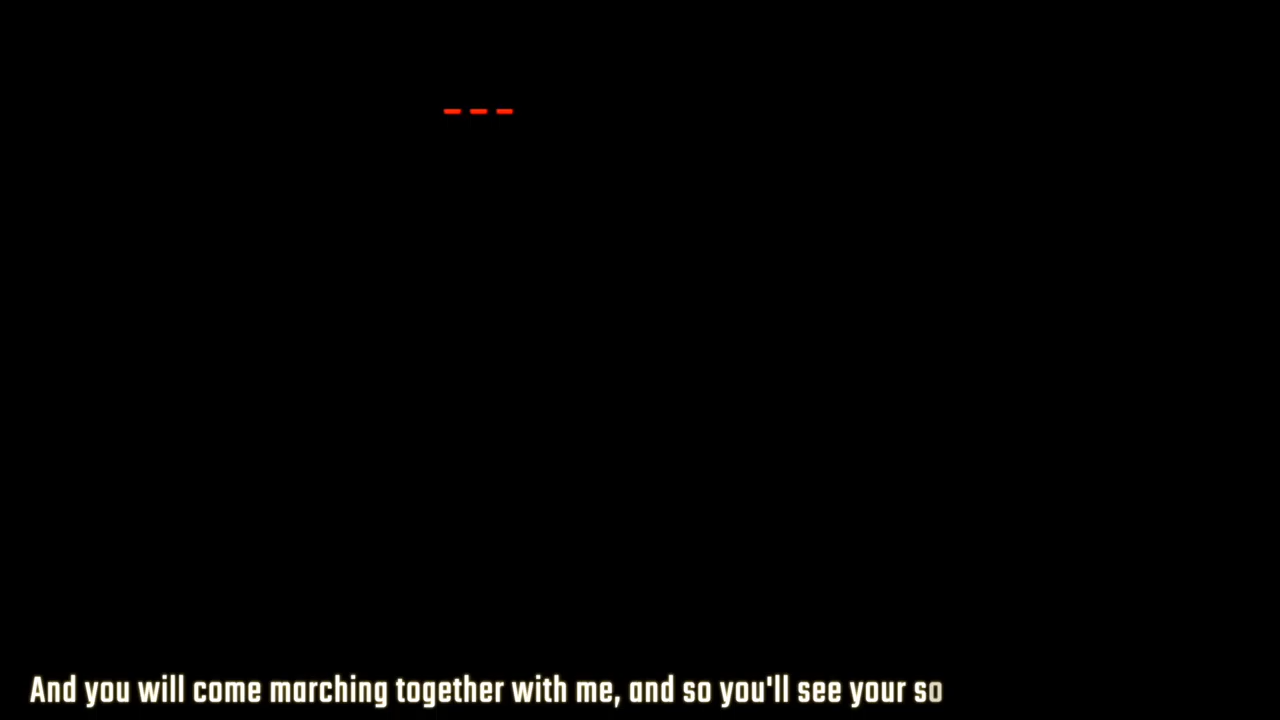 ---
And you will come marching together with me, and so you'll see your so